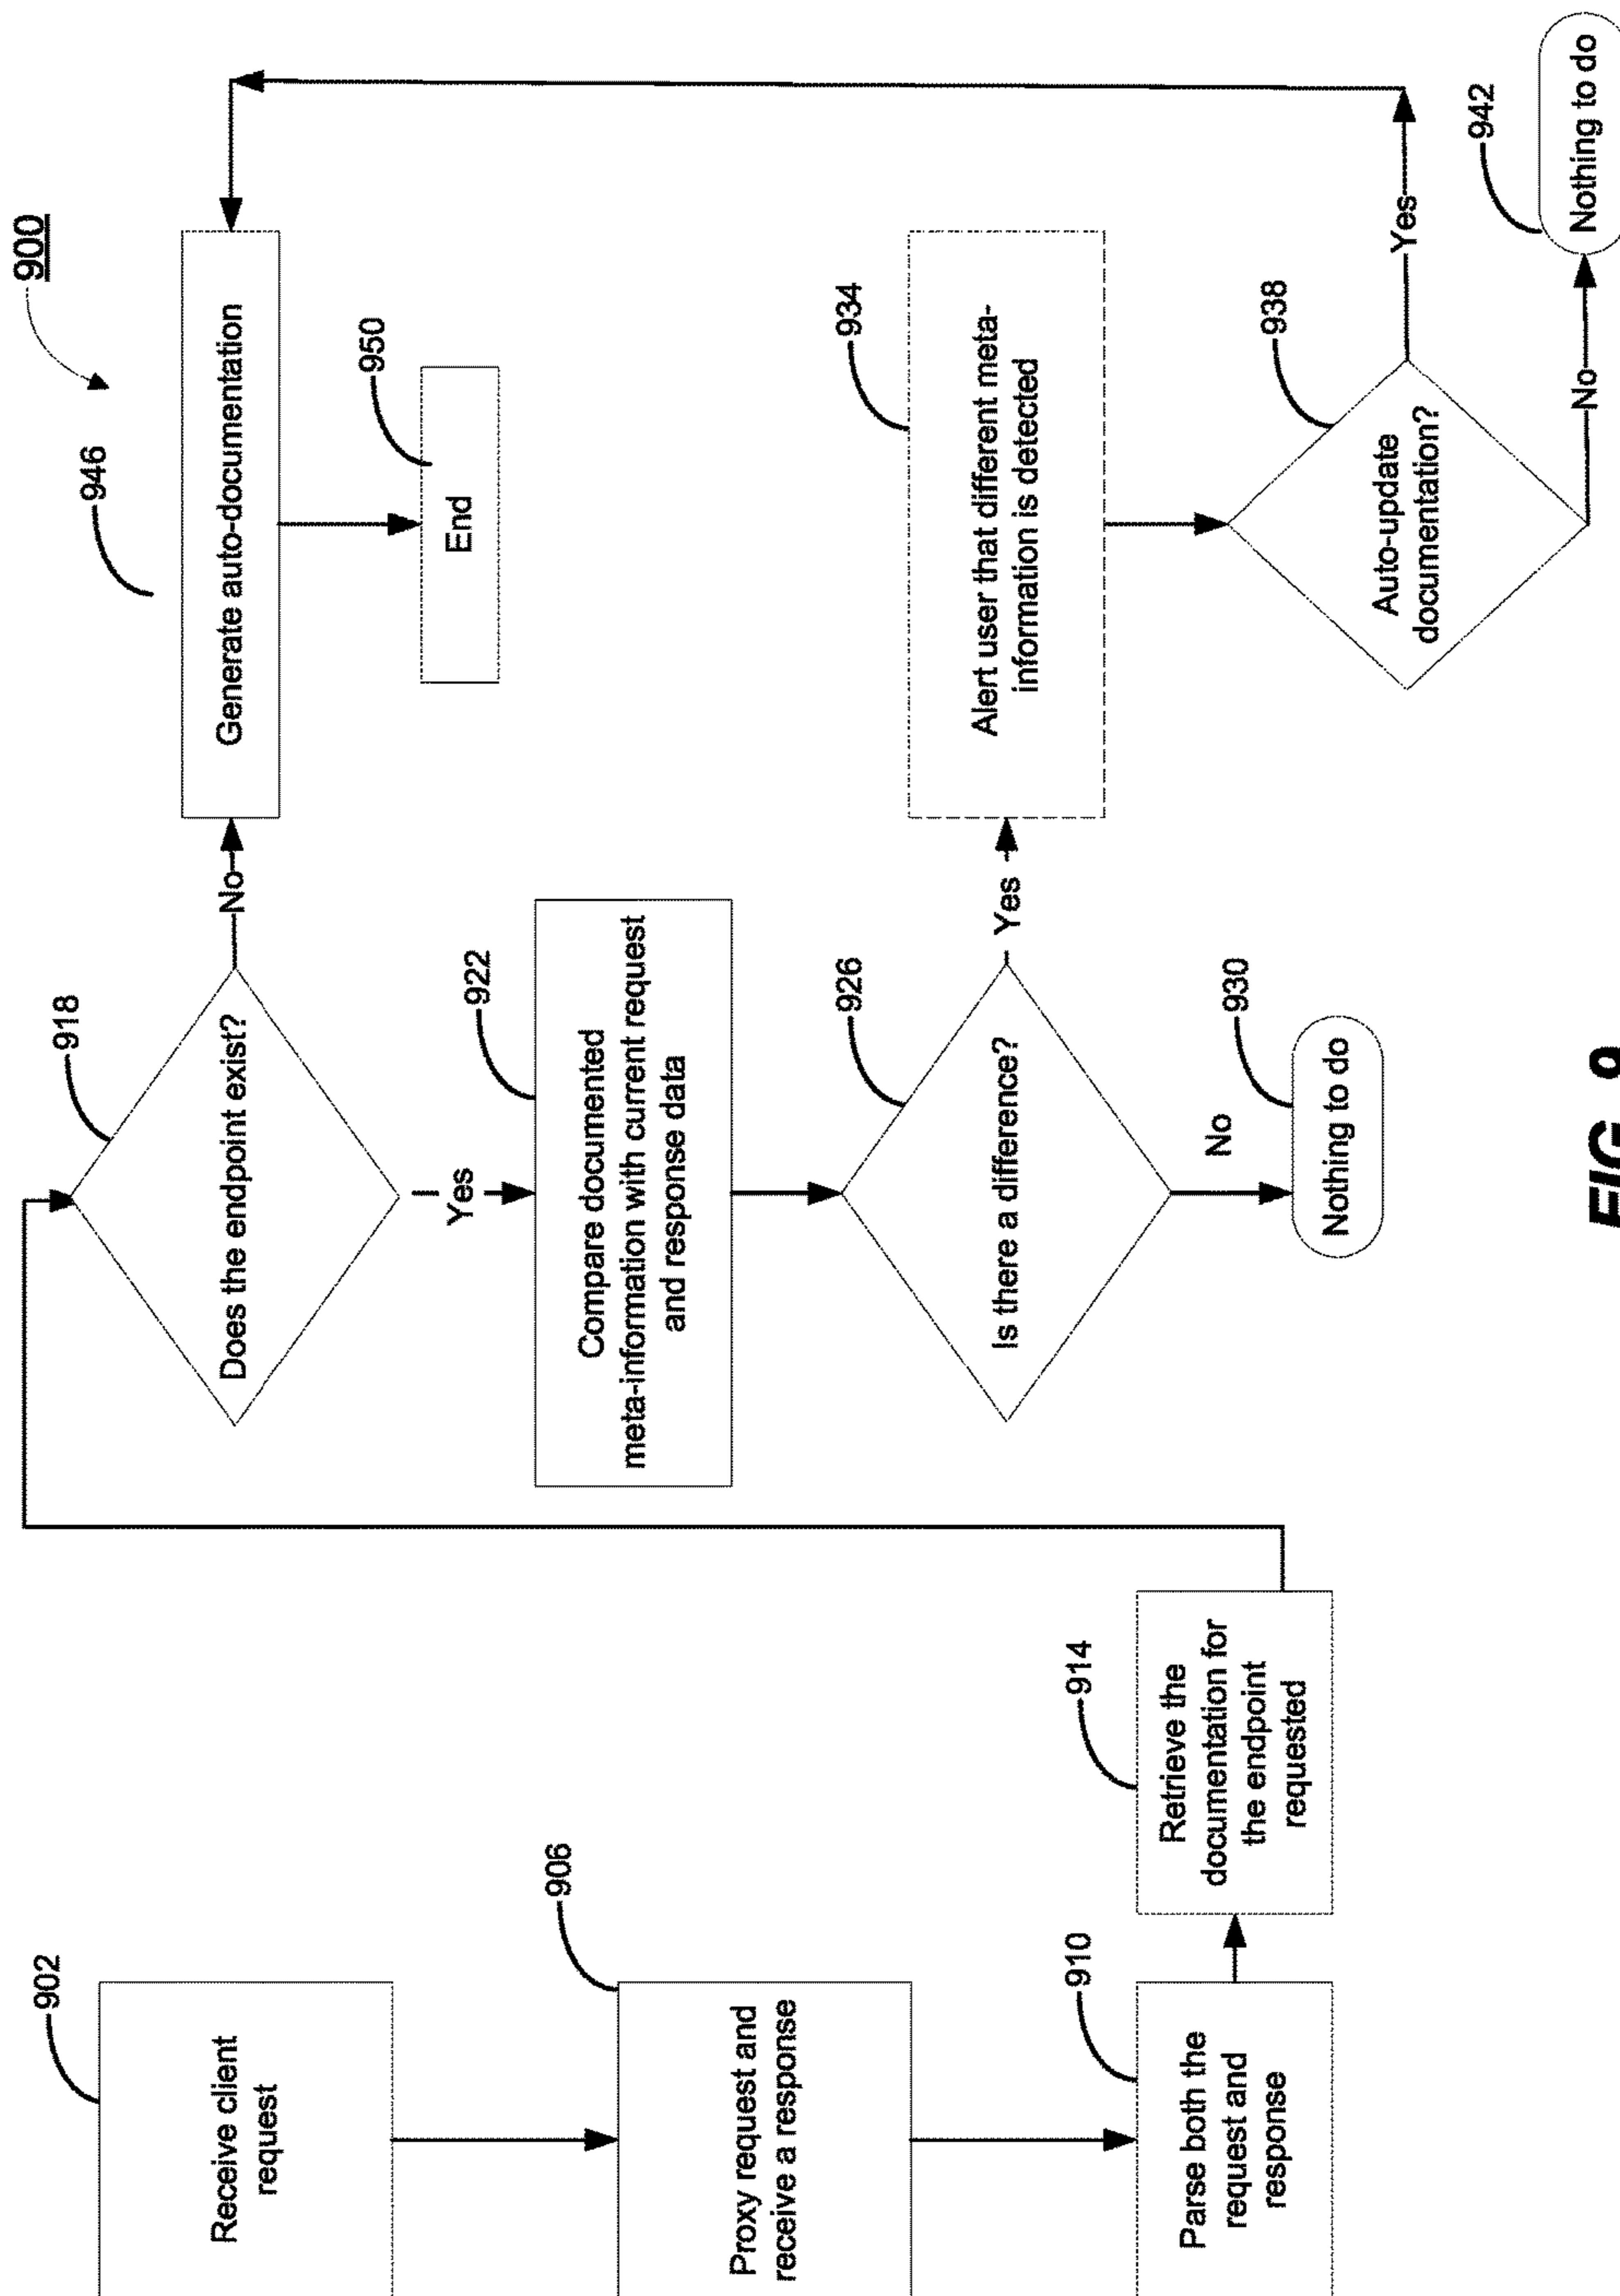 900
902
Receive client
request
906
Proxy request and
receive a response
910
Parse both the
request and
response
914
Retrieve the
documentation for
the endpoint
requested
918
Does the endpoint exist?
No
Yes
922
Compare documented
meta-information with current request
and response data
926
Is there a difference?
Yes
No
930
Nothing to do
946
Generate auto-documentation
950
End
934
Alert user that different meta-
information is detected
938
Auto-update
documentation?
Yes
No
942
Nothing to do
FIG. 9